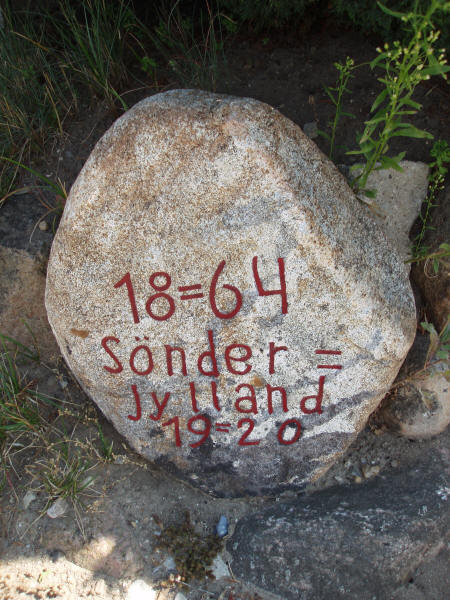 18=64
Sönder=
jylland
19=20